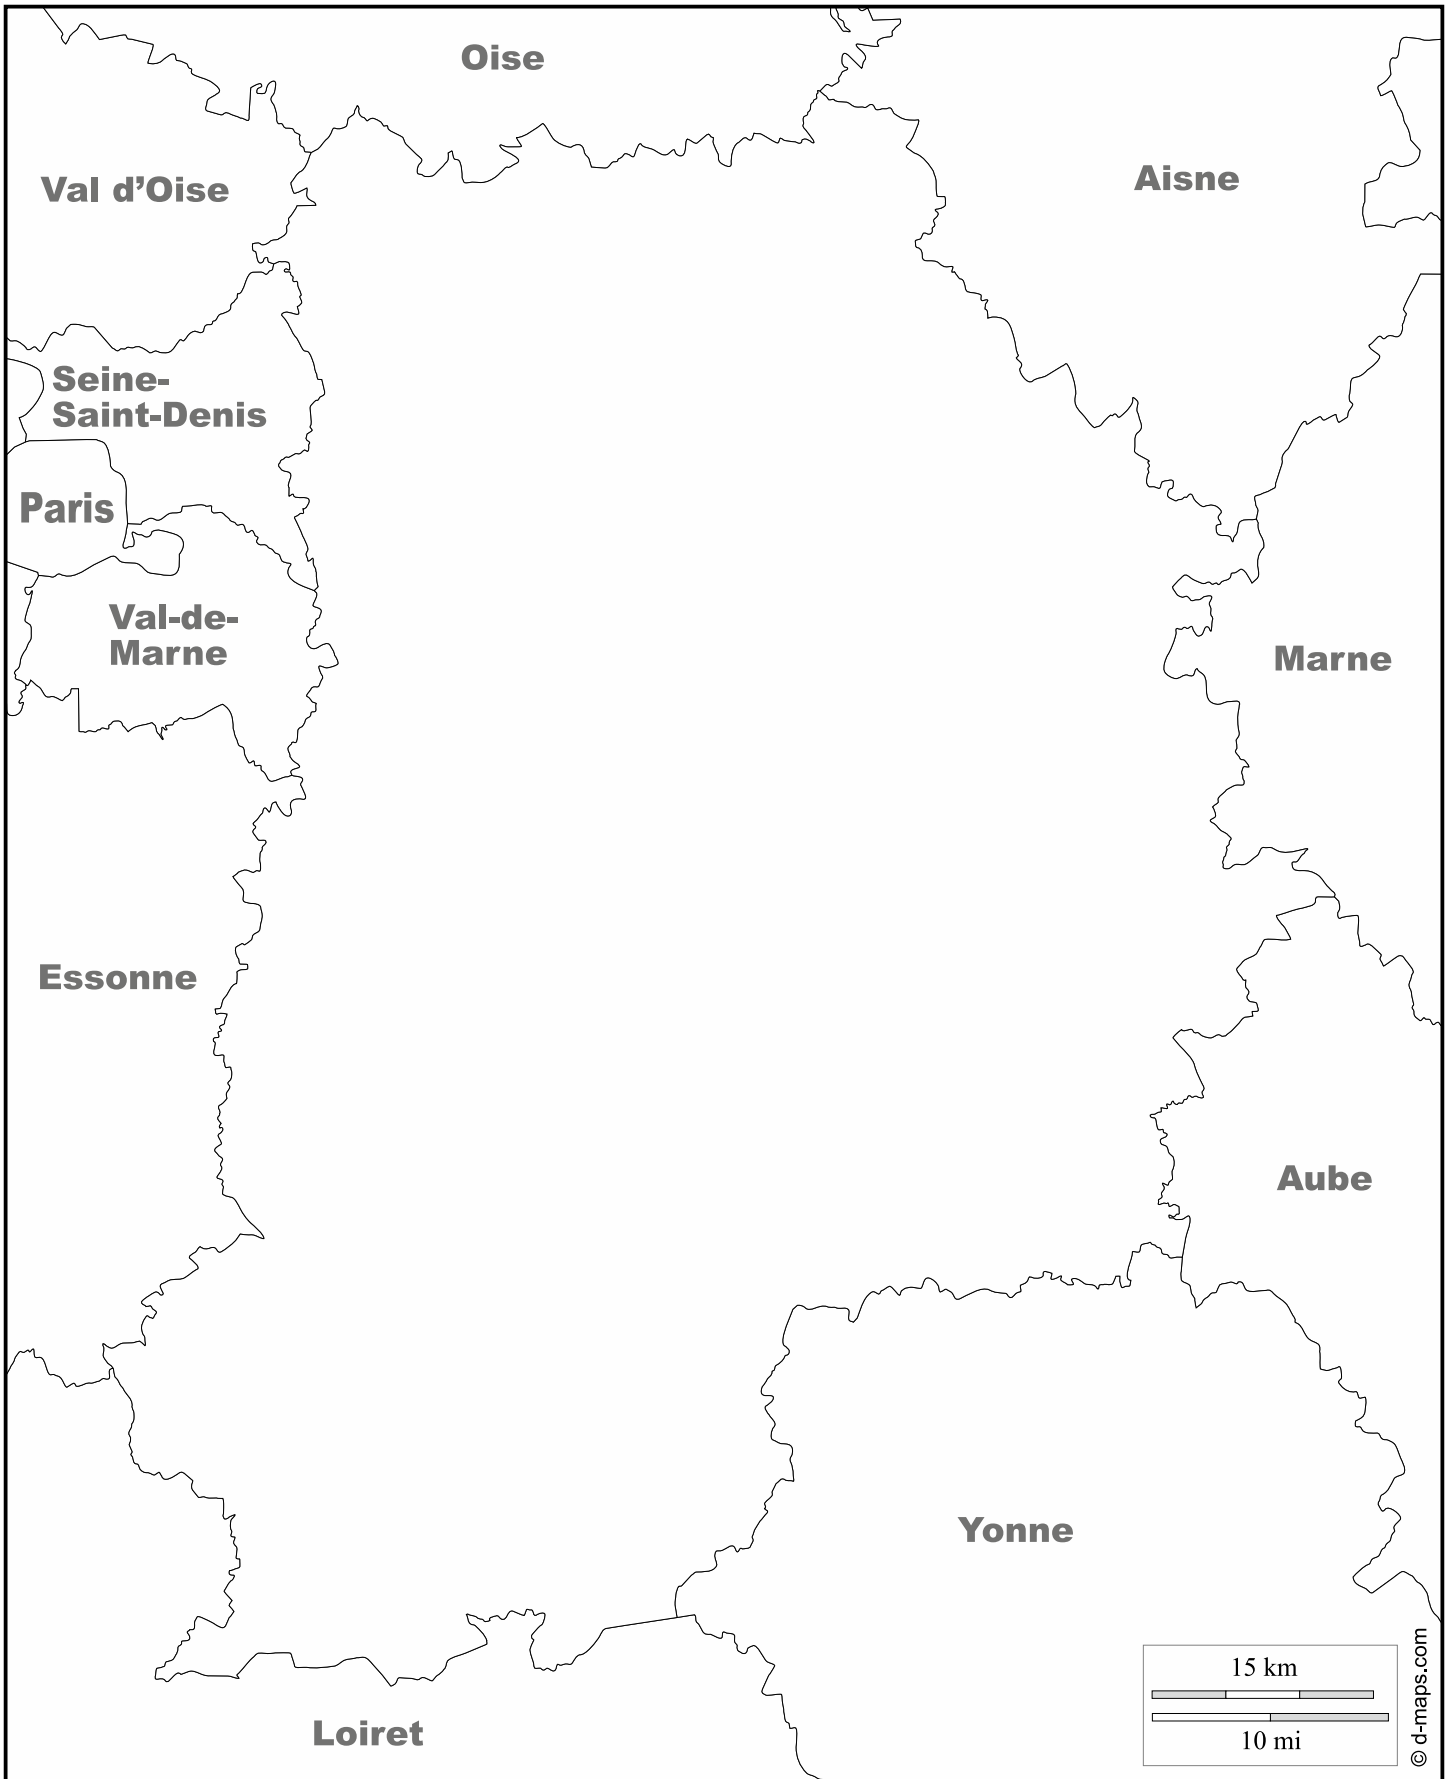 Oise
Aisne
Val d'Oise
Seine-
Saint-Denis
Paris
Val-de-
Marne
Marne
Essonne
Aube
Yonne
Loiret
15 km
10 mi
© d-maps.com